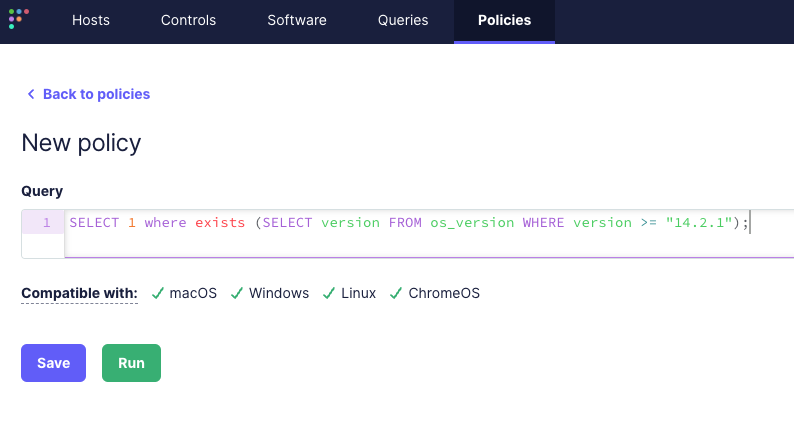 Hosts Controls Software Queries Policies
Back to policies
New policy
Query
1 SELECT 1 where exists (SELECT version FROM os_version WHERE version >= "14.2.1");
Compatible with: macOS Windows Linux ChromeOS
Save Run